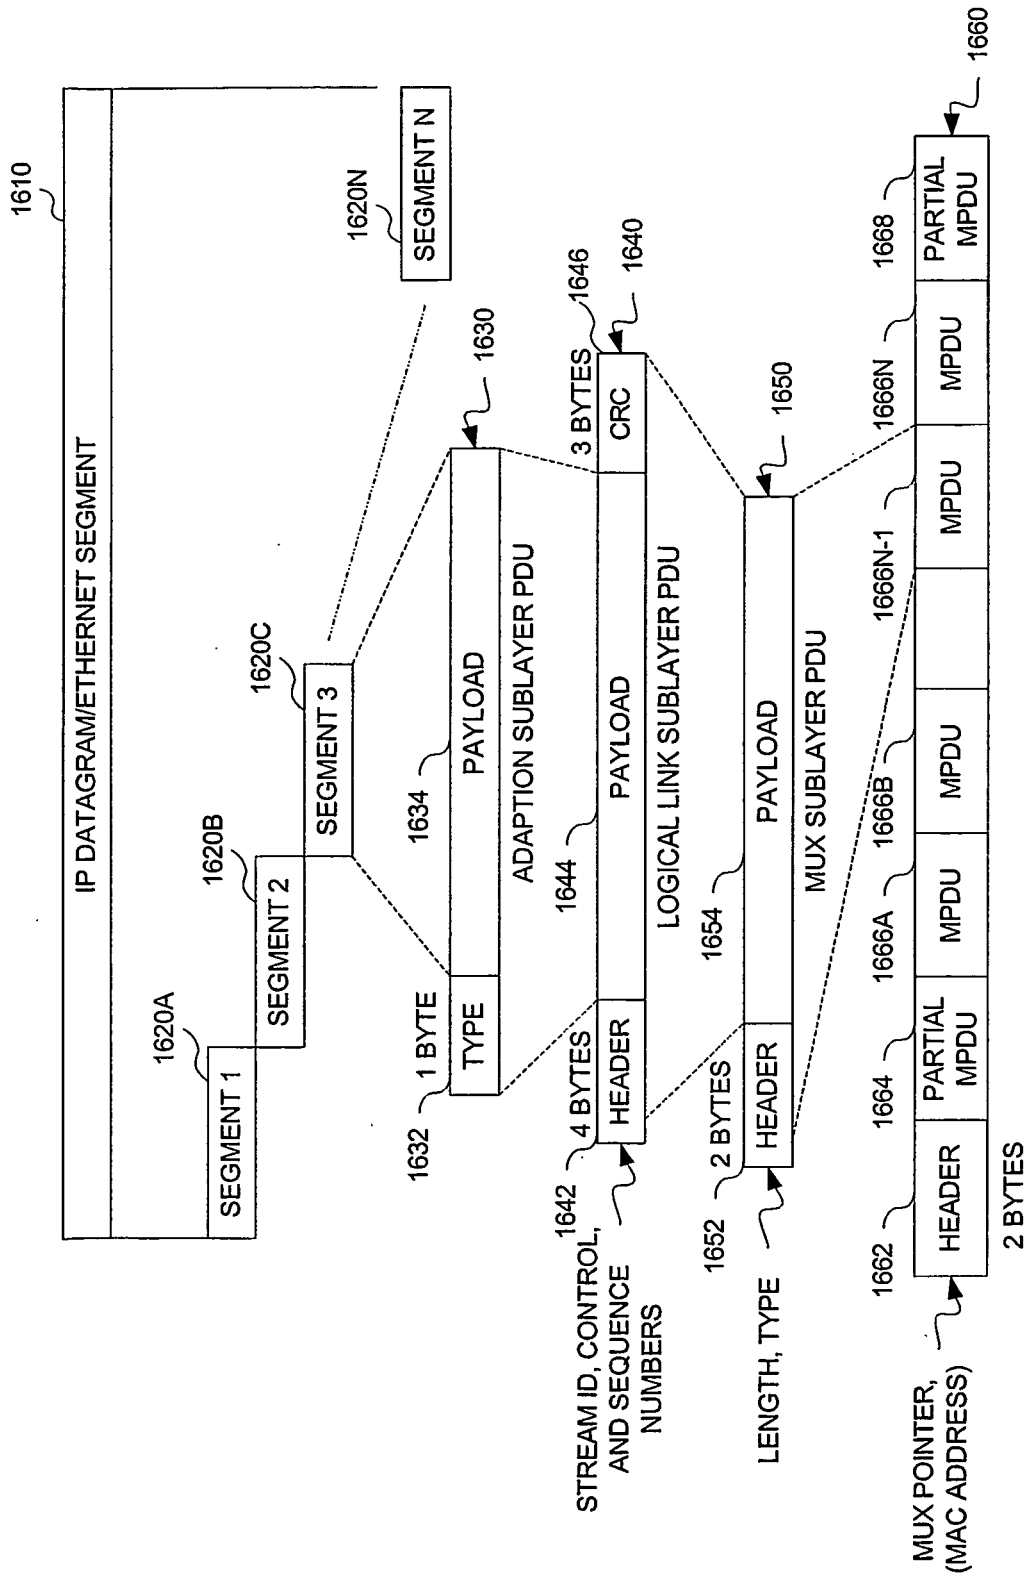 1610
IP DATAGRAM/ETHERNET SEGMENT
1620A
SEGMENT 1
1620B
SEGMENT 2
1620C
SEGMENT 3
1620N
SEGMENT N
1632
1 BYTE
1634
1630
TYPE
PAYLOAD
ADAPTION SUBLAYER PDU
1642
4 BYTES
1644
3 BYTES
1646
1640
HEADER
PAYLOAD
CRC
STREAM ID, CONTROL,
AND SEQUENCE
NUMBERS
LOGICAL LINK SUBLAYER PDU
1652
2 BYTES
1654
1650
HEADER
PAYLOAD
LENGTH, TYPE
MUX SUBLAYER PDU
1662
1664
1666A
1666B
1666N-1
1666N
1668
1660
HEADER
PARTIAL
MPDU
MPDU
MPDU
MPDU
MPDU
PARTIAL
MPDU
MUX POINTER,
(MAC ADDRESS)
2 BYTES